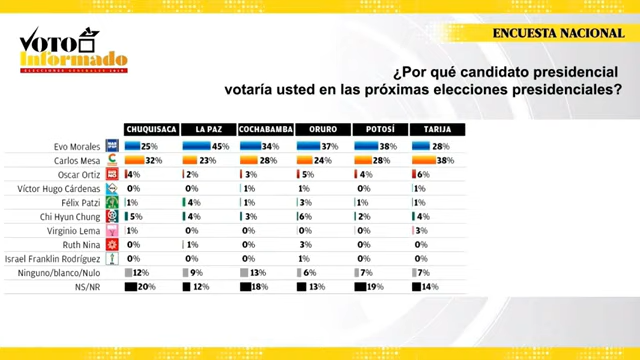 VOTO
Informado
ELECCIONES GENERALES 2019
ENCUESTA NACIONAL
¿Por qué candidato presidencial
votaría usted en las próximas elecciones presidenciales?
CHUQUISACA LA PAZ COCHABAMBA ORURO POTOSÍ TARIJA
Evo Morales 25% 45% 34% 37% 38% 28%
Carlos Mesa 32% 23% 28% 24% 28% 38%
Oscar Ortiz 4% 2% 3% 5% 4% 6%
Víctor Hugo Cárdenas 0% 0% 1% 1% 0% 1%
Félix Patzi 1% 4% 1% 3% 1% 1%
Chi Hyun Chung 5% 4% 3% 6% 2% 4%
Virginio Lema 1% 0% 0% 0% 0% 3%
Ruth Nina 0% 1% 0% 3% 0% 0%
Israel Franklin Rodríguez 0% 0% 0% 1% 0% 0%
Ninguno/blanco/Nulo 12% 9% 13% 6% 7% 7%
NS/NR 20% 12% 18% 13% 19% 14%